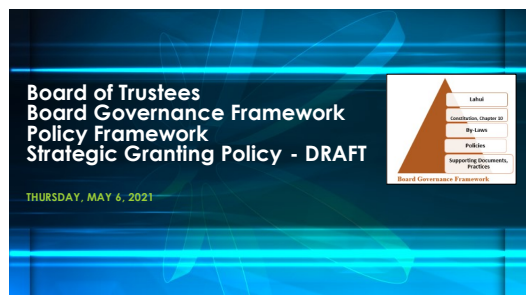 Board of Trustees
Board Governance Framework
Policy Framework
Strategic Granting Policy - DRAFT
THURSDAY, MAY 6, 2021
Lahui
Constitution, Chapter 10
By-Laws
Policies
Supporting Documents,
Practices
Board Governance Framework